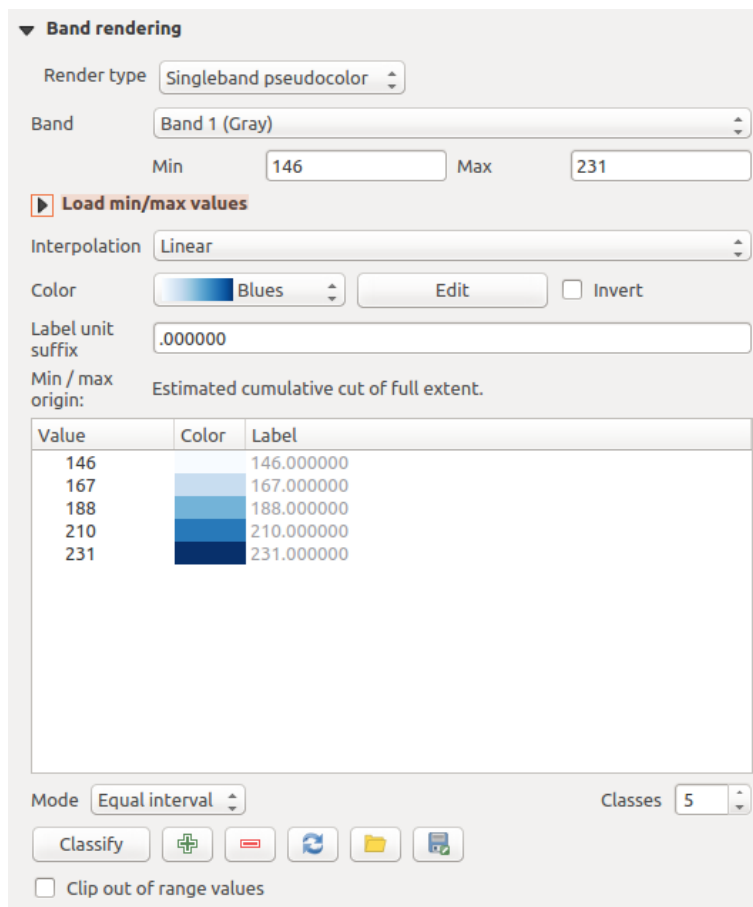 Band rendering
Render type Singleband pseudocolor
Band Band 1 (Gray)
Min 146 Max 231
Load min/max values
Interpolation Linear
Color Blues Edit Invert
Label unit
suffix
.000000
Min / max
origin:
Estimated cumulative cut of full extent.
Value Color Label
146 146.000000
167 167.000000
188 188.000000
210 210.000000
231 231.000000
Mode Equal interval Classes 5
Classify
Clip out of range values